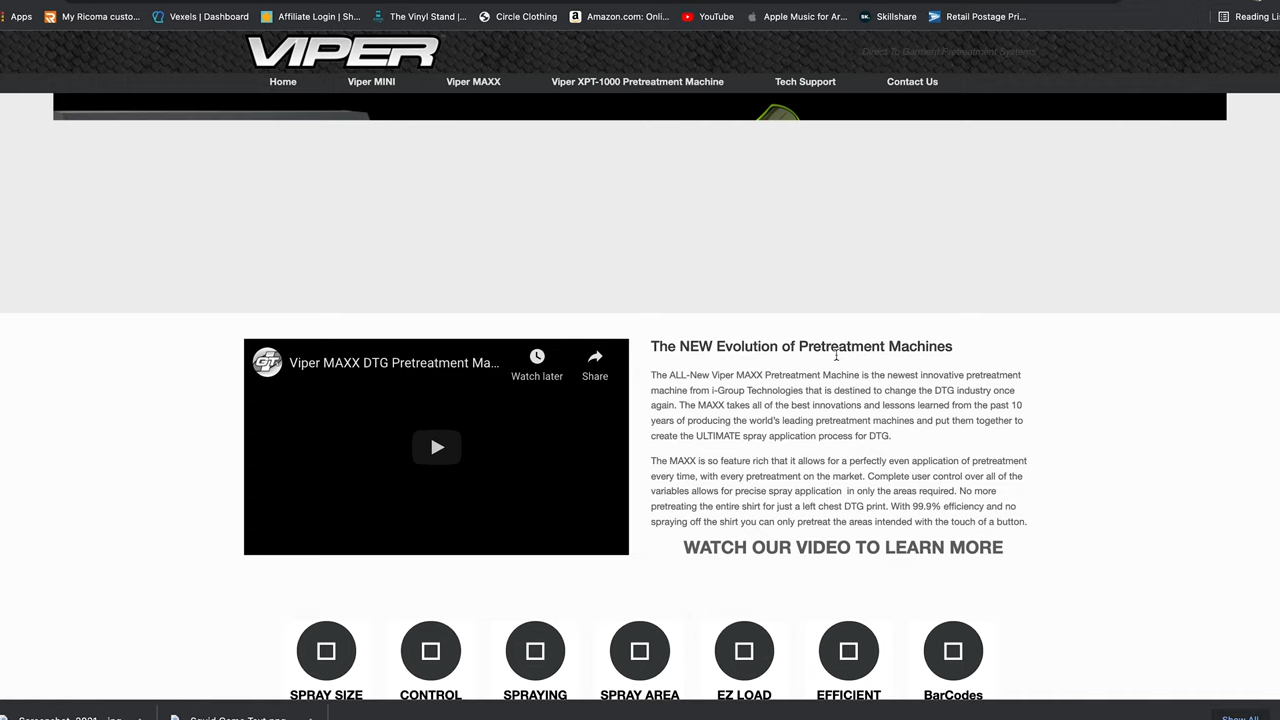 Apps My Ricoma custo... Vexels | Dashboard Affiliate Login | Sh... The Vinyl Stand |... Circle Clothing Amazon.com: Onli... YouTube Apple Music for Ar... Skillshare Retail Postage Pri... Reading Li
VIPER
Direct To Garment Pretreatment Systems
Home Viper MINI Viper MAXX Viper XPT-1000 Pretreatment Machine Tech Support Contact Us
Viper MAXX DTG Pretreatment Ma...
Watch later Share
The NEW Evolution of Pretreatment Machines
The ALL-New Viper MAXX Pretreatment Machine is the newest innovative pretreatment
machine from i-Group Technologies that is destined to change the DTG industry once
again. The MAXX takes all of the best innovations and lessons learned from the past 10
years of producing the world's leading pretreatment machines and put them together to
create the ULTIMATE spray application process for DTG.
The MAXX is so feature rich that it allows for a perfectly even application of pretreatment
every time, with every pretreatment on the market. Complete user control over all of the
variables allows for precise spray application in only the areas required. No more
pretreating the entire shirt for just a left chest DTG print. With 99.9% efficiency and no
spraying off the shirt you can only pretreat the areas intended with the touch of a button.
WATCH OUR VIDEO TO LEARN MORE
SPRAY SIZE CONTROL SPRAYING SPRAY AREA EZ LOAD EFFICIENT BarCodes
Screenshot_2021-...jpg Squid Game Text.png Show All